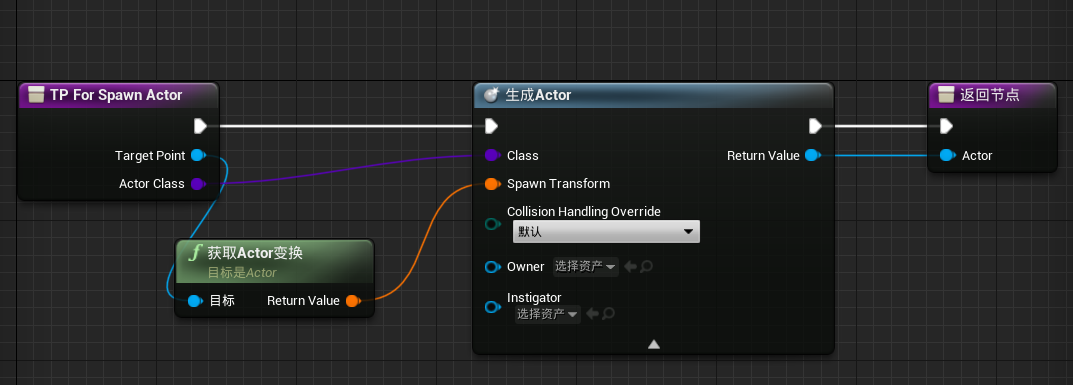 TP For Spawn Actor
Target Point
Actor Class
获取Actor变换
目标是Actor
目标
Return Value
生成Actor
Class
Return Value
Spawn Transform
Collision Handling Override
默认
Owner
选择资产
Instigator
选择资产
返回节点
Actor